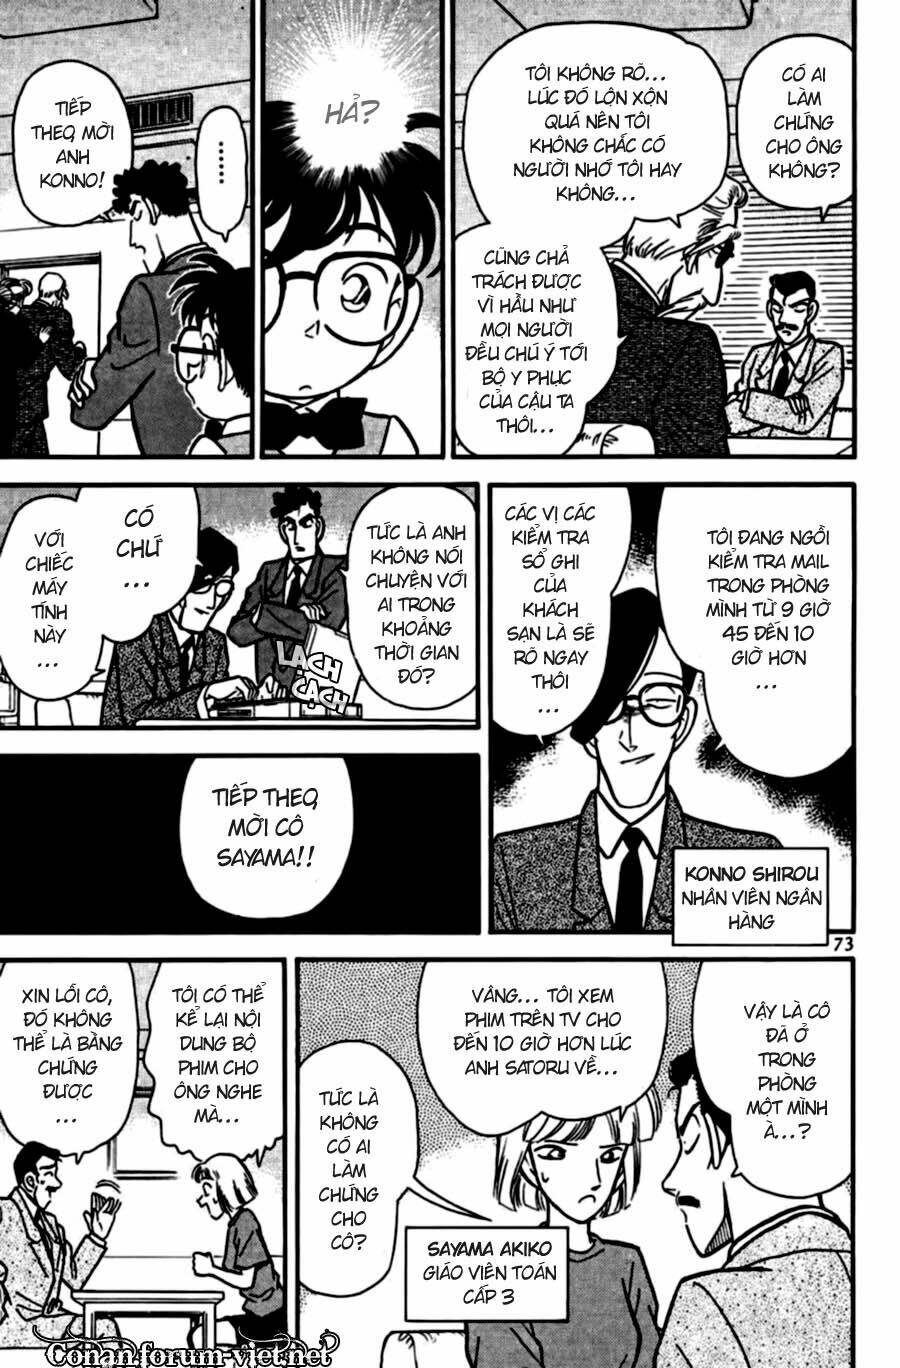 CÓ AI
LÀM
CHỨNG
CHO ÔNG
KHÔNG?
TÔI KHÔNG RÕ...
LÚC ĐÓ LỘN XỘN
QUÁ NÊN TÔI
KHÔNG CHẮC CÓ
NGƯỜI NHỚ TÔI HAY
KHÔNG...
CŨNG CHẢ
TRÁCH ĐƯỢC
VÌ HẦU NHƯ
MỌI NGƯỜI
ĐỀU CHÚ Ý TỚI
BỘ Y PHỤC
CỦA CẬU TA
THÔI...
HẢ?
......
TIẾP
THEO, MỜI
ANH
KONNO!
TÔI ĐANG NGỒI
KIỂM TRA MAIL
TRONG PHÒNG
MÌNH TỪ 9 GIỜ
45 ĐẾN 10
GIỜ HƠN
...
CÁC VỊ CÁC
KIỂM TRA
SỔ GHI
CỦA
KHÁCH
SẠN LÀ SẼ
RÕ NGAY
THÔI
...
KONNO SHIROU
NHÂN VIÊN NGÂN
HÀNG
TỨC LÀ ANH
KHÔNG NÓI
CHUYỆN VỚI
AI TRONG
KHOẢNG
THỜI GIAN
ĐÓ?
LẠCH
CẠCH
CÓ
CHỨ
...
VỚI
CHIẾC
MÁY
TÍNH
NÀY
...
TIẾP THEO,
MỜI CÔ
SAYAMA!!
73
VẬY LÀ CÔ
ĐÃ Ở
TRONG
PHÒNG
MỘT MÌNH
À...?
VÂNG... TÔI XEM
PHIM TRÊN TV CHO
ĐẾN 10 GIỜ HƠN LÚC
ANH SATORU VỀ...
TỨC LÀ
KHÔNG
CÓ AI
LÀM
CHỨNG
CHO
CÔ?
SAYAMA AKIKO
GIÁO VIÊN TOÁN
CẤP 3
TÔI CÓ THỂ
KỂ LẠI NỘI
DUNG BỘ
PHIM CHO
ÔNG NGHE
MÀ...
XIN LỖI CÔ,
ĐÓ KHÔNG
THỂ LÀ BẰNG
CHỨNG
ĐƯỢC
...
Conan.forum-viet.net